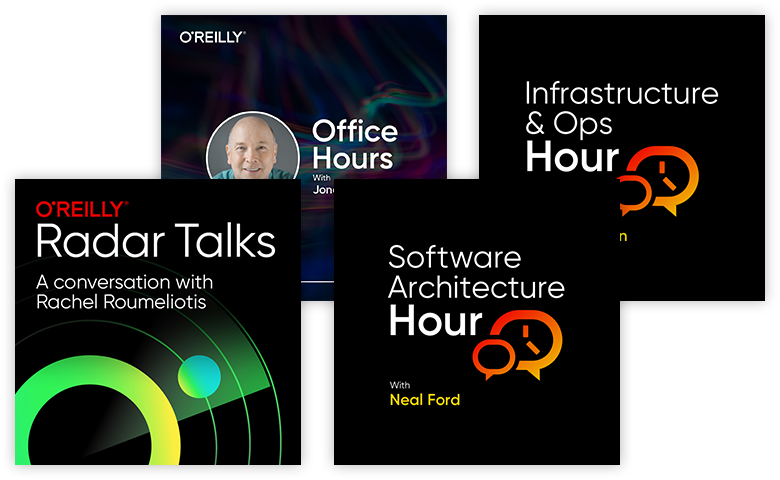 O'REILLY®
Office
Hours
With
Infrastructure
& Ops
Hour
O'REILLY®
Radar Talks
A conversation with
Rachel Roumeliotis
Software
Architecture
Hour
With
Neal Ford